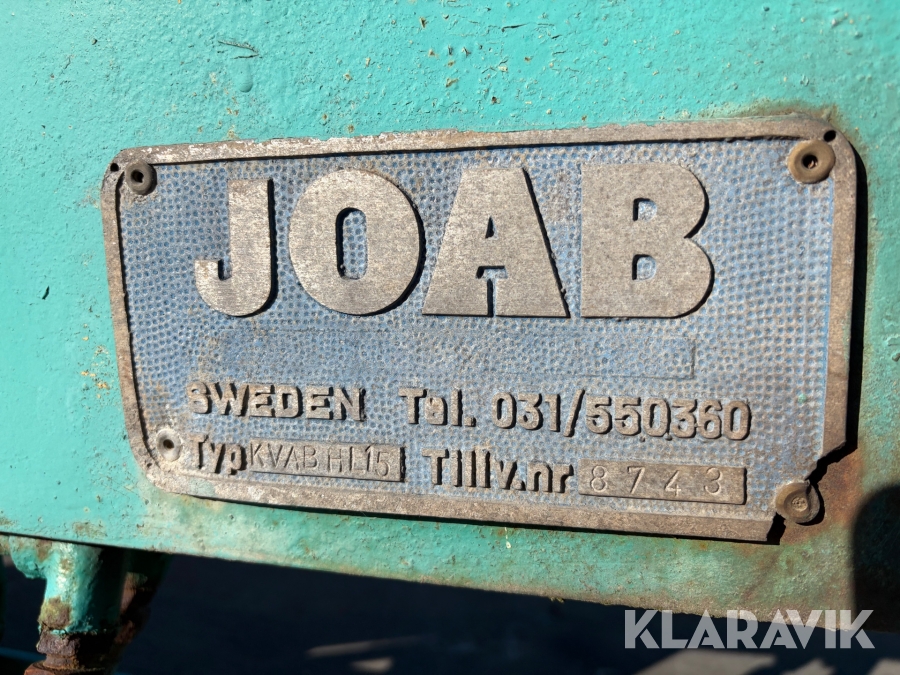 JOAB
SWEDEN Tel. 031/550360
Typ KVAB HL15 Tillv.nr 8743
KLARAVIK